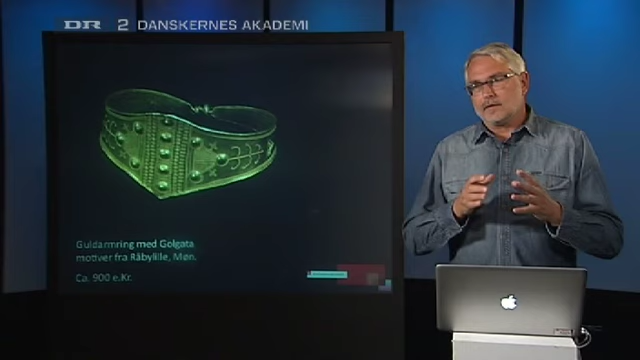 DR 2 DANSKERNES AKADEMI
Guldarmring med Golgata
motiver fra Råbylille, Møn.
Ca. 900 e.Kr.